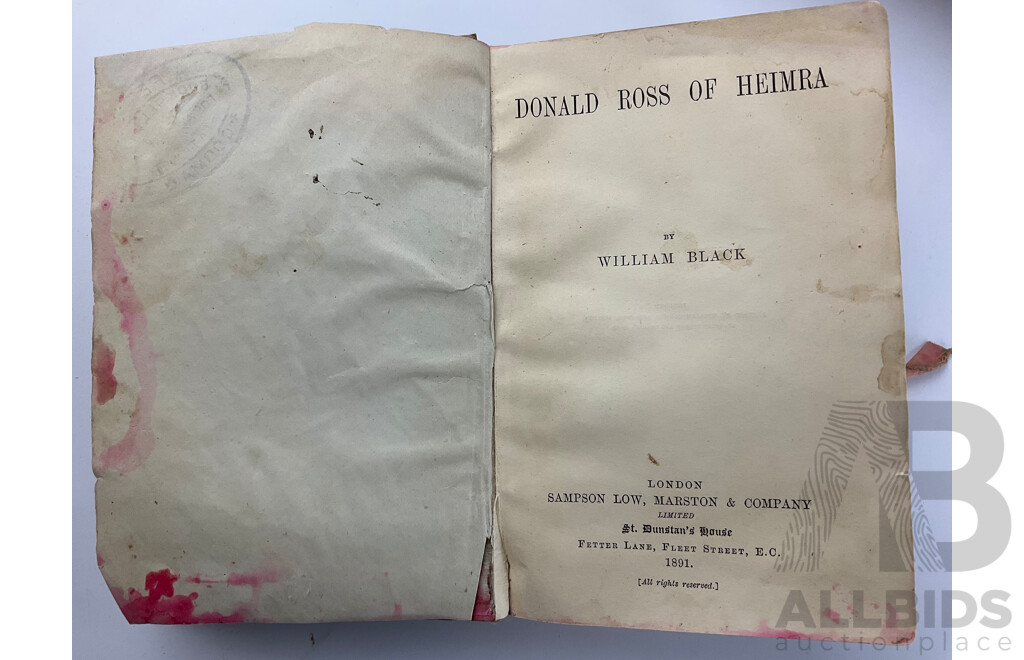 DONALD ROSS OF HEIMRA
BY
WILLIAM BLACK
LONDON
SAMPSON LOW, MARSTON & COMPANY
LIMITED
St. Dunstan's House
FETTER LANE, FLEET STREET, E.C.
1891.
[All rights reserved.]
AB
ALLBIDS
auctionplace